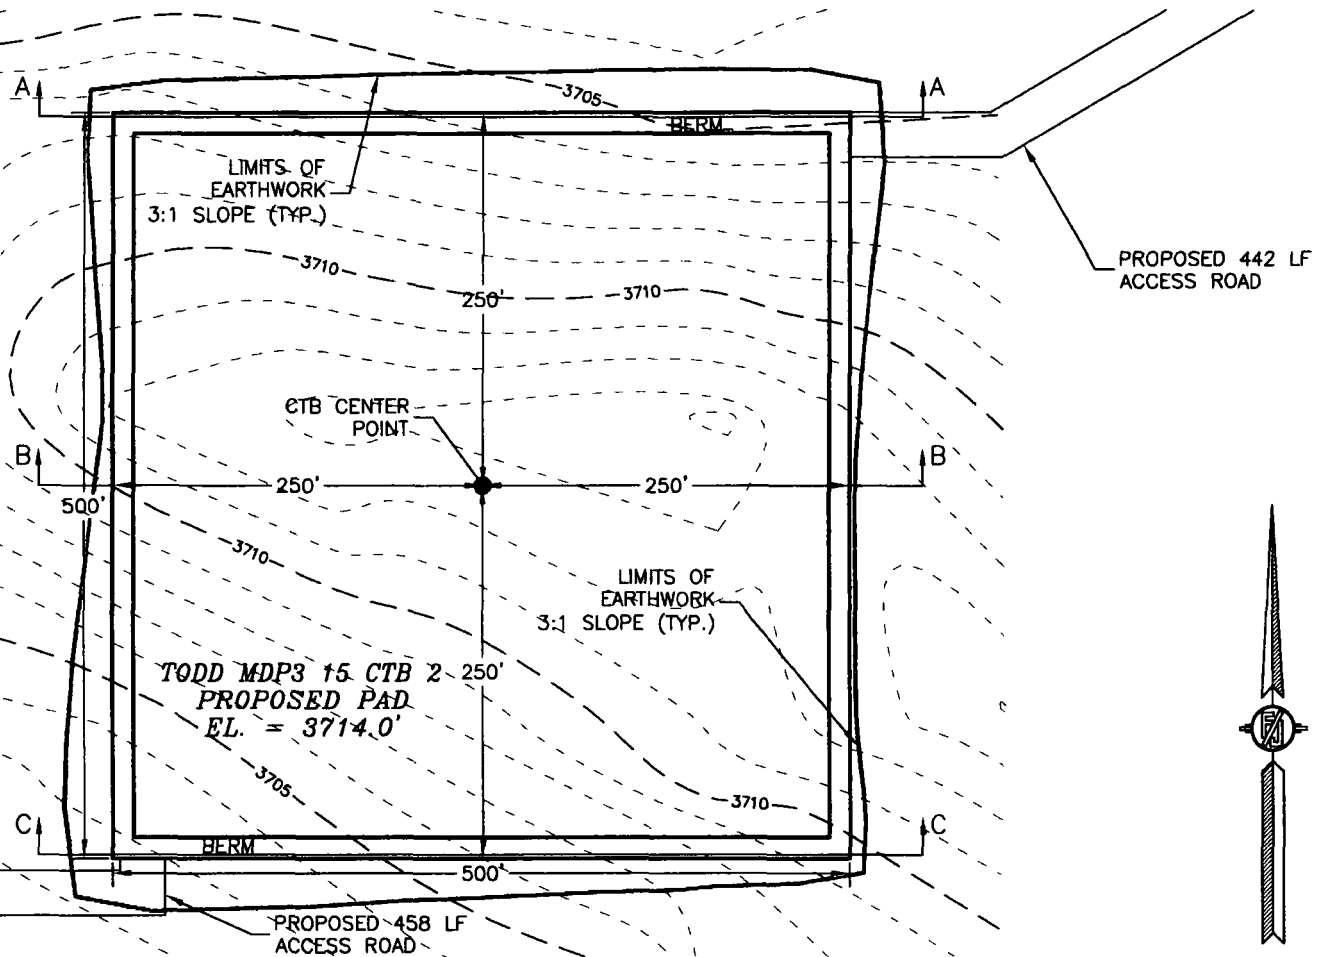 A
A
3705
BERM
LIMITS OF
EARTHWORK
3:1 SLOPE (TYP.)
3710
250'
3710
PROPOSED 442 LF
ACCESS ROAD
CTB CENTER
POINT
B
B
250'
250'
500'
3710
LIMITS OF
EARTHWORK
3:1 SLOPE (TYP.)
TODD MDP3 15 CTB 2
PROPOSED PAD
EL. = 3714.0'
250'
3705
3710
C
C
BERM
500'
PROPOSED 458 LF
ACCESS ROAD